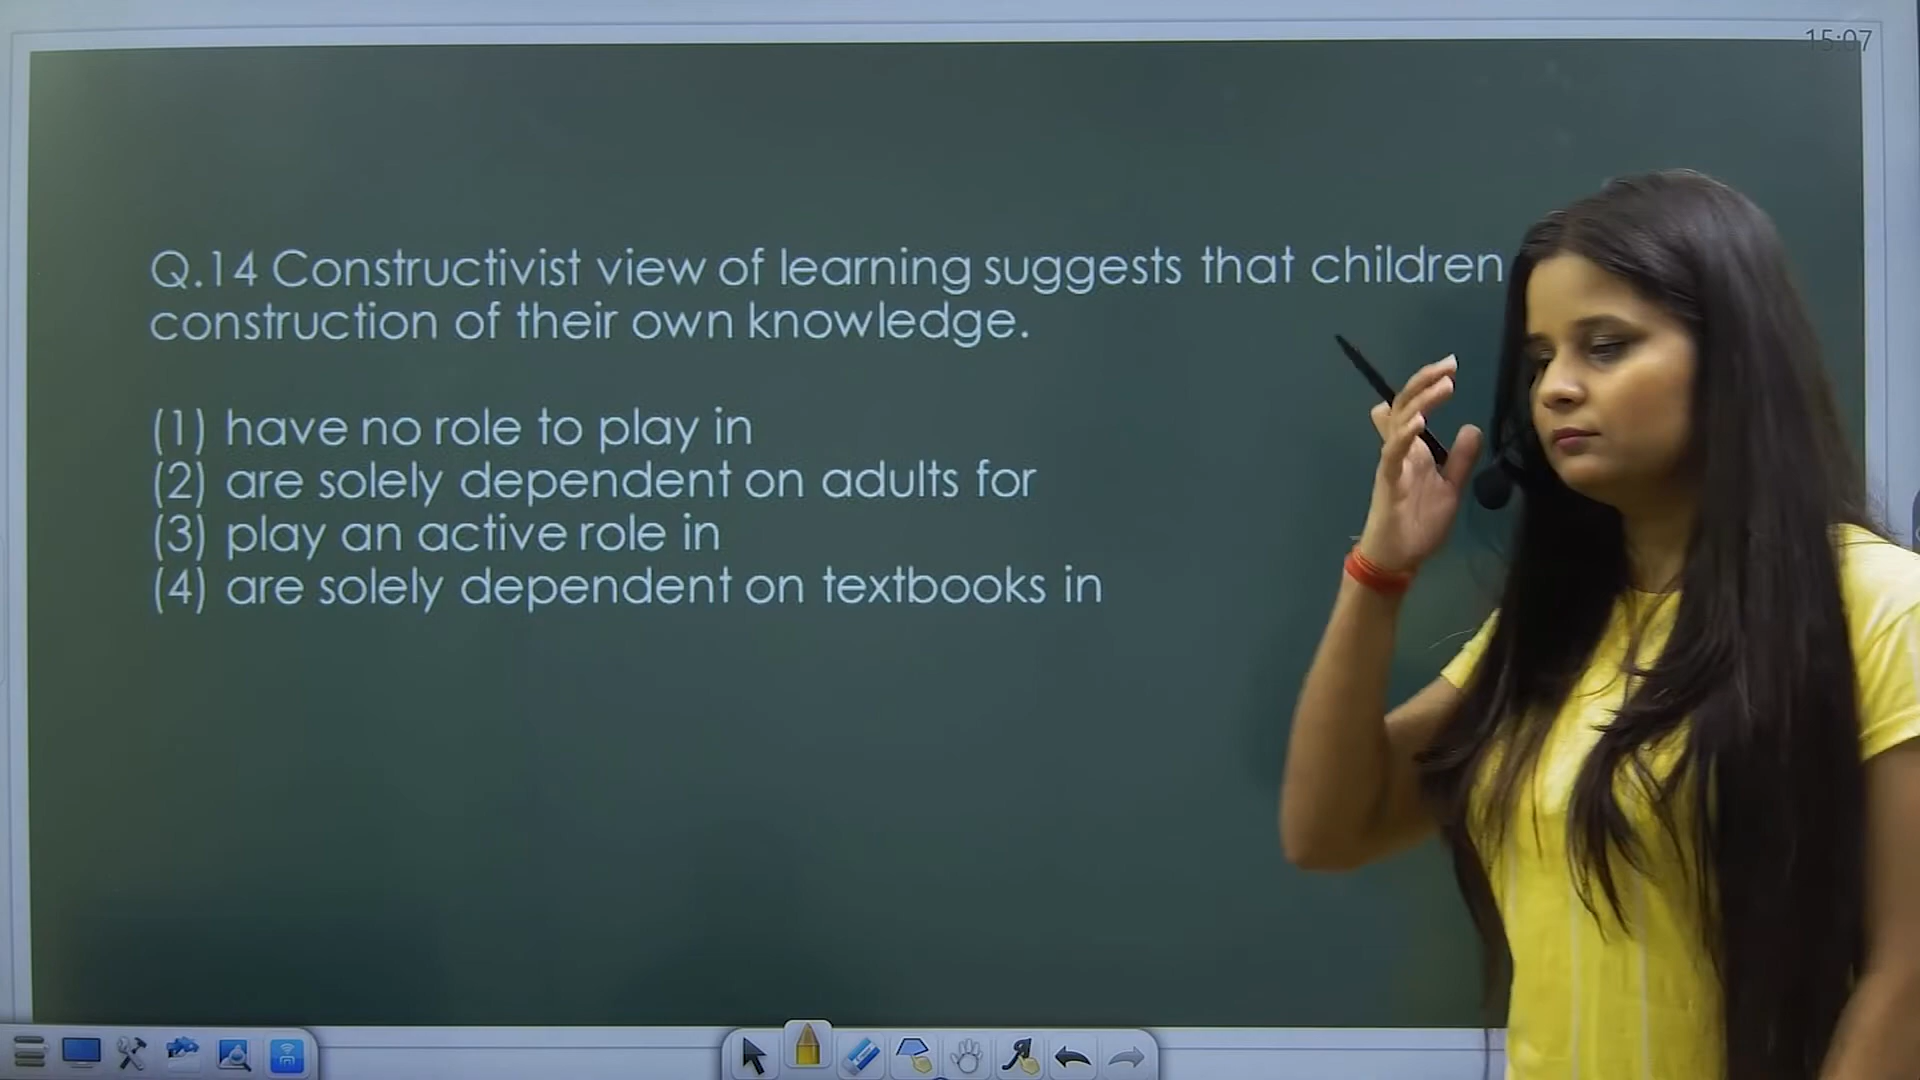 15:07
Q.14 Constructivist view of learning suggests that children
construction of their own knowledge.
(1) have no role to play in
(2) are solely dependent on adults for
(3) play an active role in
(4) are solely dependent on textbooks in